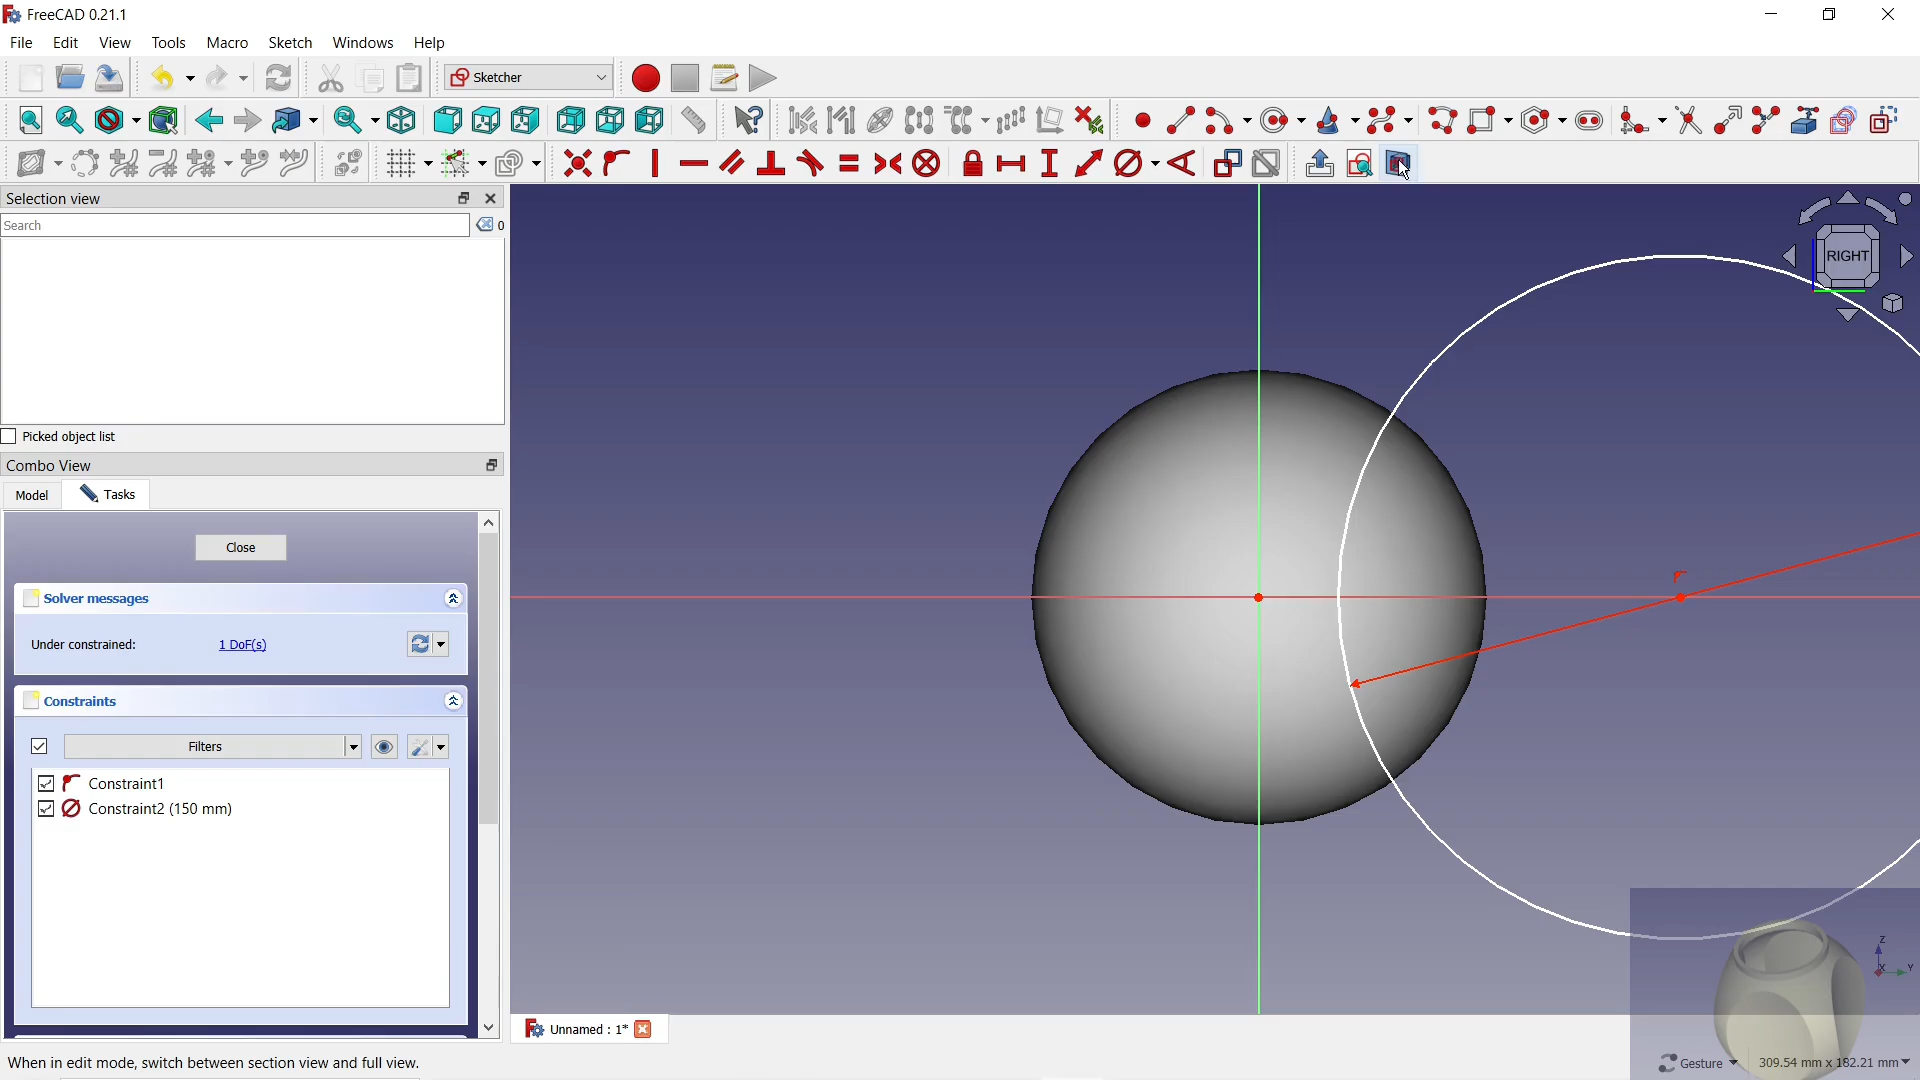 FreeCAD 0.21.1
File Edit View Tools Macro Sketch Windows Help
Sketcher
Selection view
Search
0
Picked object list
Combo View
Model Tasks
Close
Solver messages
Under constrained: 1 DoF(s)
Constraints
Filters
Constraint1
Constraint2 (150 mm)
RIGHT
Z
X Y
Unnamed : 1*
When in edit mode, switch between section view and full view.
Gesture 309.54 mm x 182.21 mm